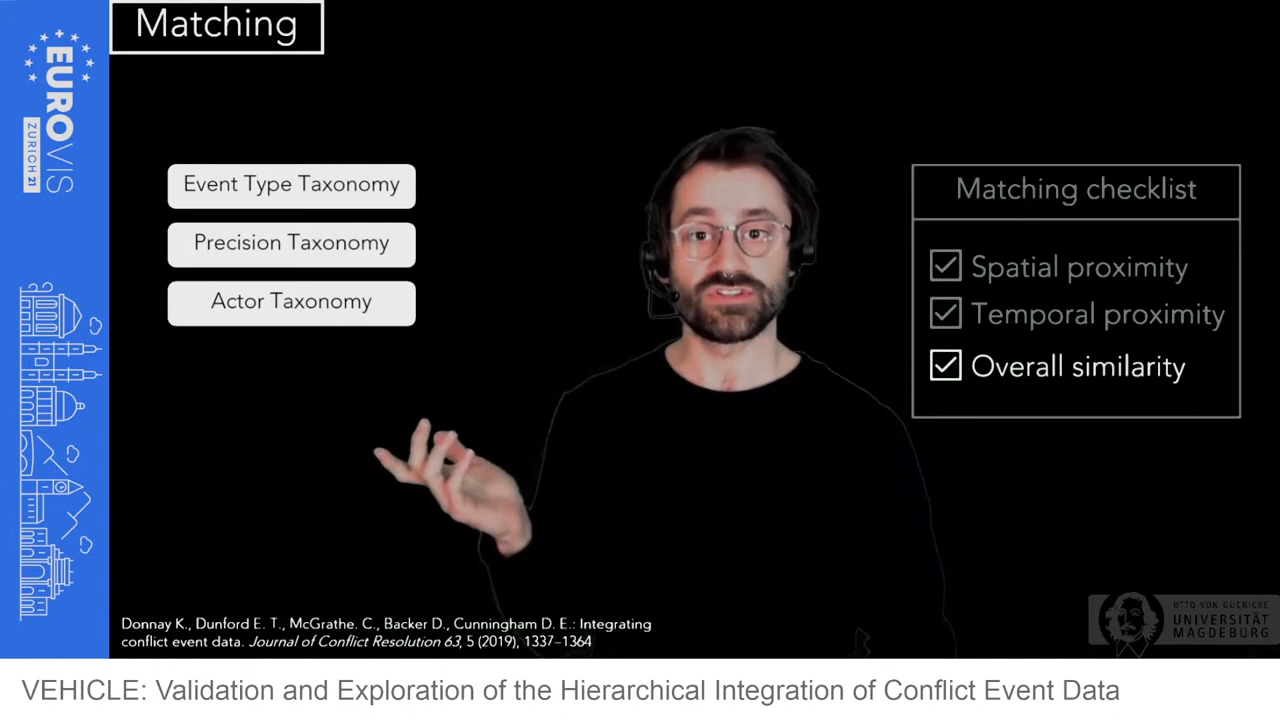 Matching
EUROVIS
ZURICH 21
Event Type Taxonomy
Precision Taxonomy
Actor Taxonomy
Matching checklist
Spatial proximity
Temporal proximity
Overall similarity
Donnay K., Dunford E. T., McGrathe. C., Backer D., Cunningham D. E.: Integrating
conflict event data. Journal of Conflict Resolution 63, 5 (2019), 1337–1364
OTTO VON GUERICKE
UNIVERSITÄT
MAGDEBURG
VEHICLE: Validation and Exploration of the Hierarchical Integration of Conflict Event Data